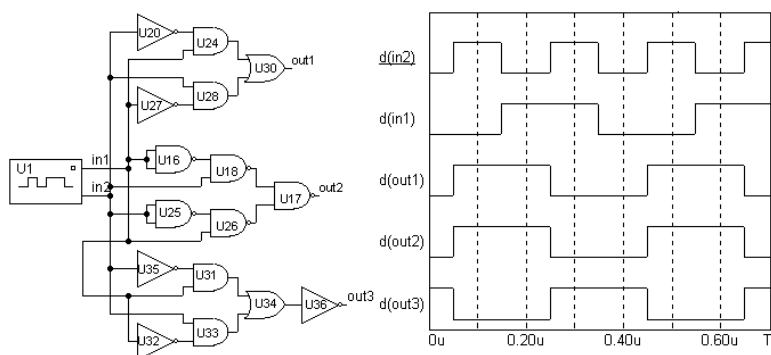 U20
U24
U30
out1
U27
U28
U1
in1
in2
U16
U18
U17
out2
U25
U26
U35
U31
U34
U36
out3
U32
U33
d(in2)
d(in1)
d(out1)
d(out2)
d(out3)
0u 0.20u 0.40u 0.60u T